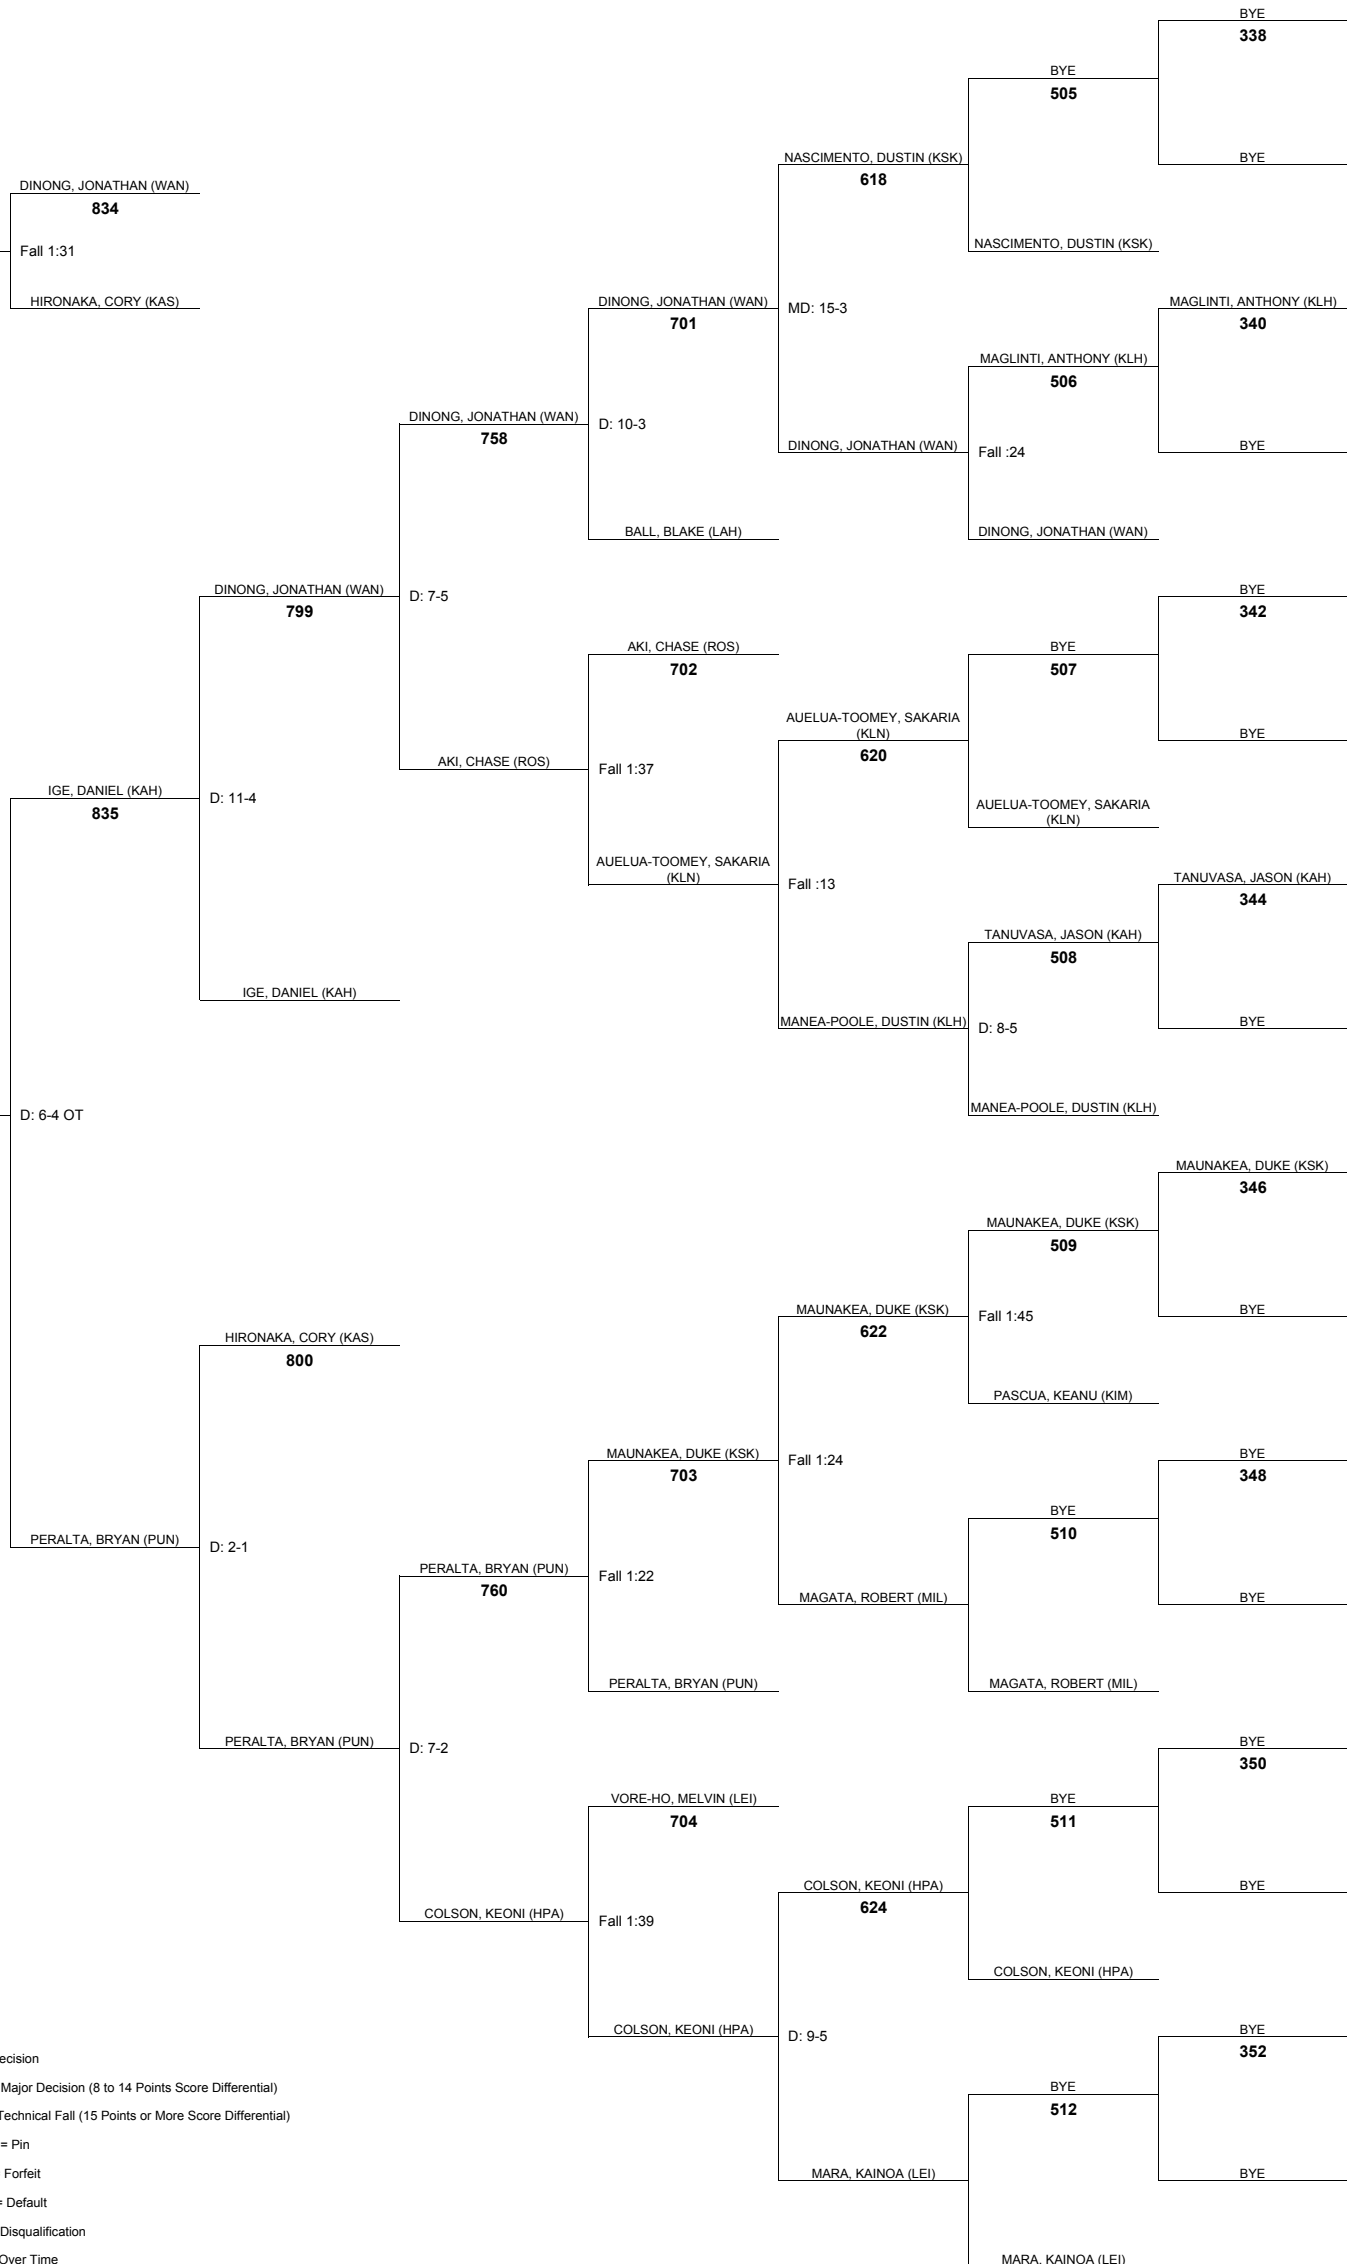 BYE
338
BYE
505
NASCIMENTO, DUSTIN (KSK)
618
BYE
DINONG, JONATHAN (WAN)
834
NASCIMENTO, DUSTIN (KSK)
Fall 1:31
HIRONAKA, CORY (KAS)
DINONG, JONATHAN (WAN)
701
MD: 15-3
MAGLINTI, ANTHONY (KLH)
340
MAGLINTI, ANTHONY (KLH)
506
DINONG, JONATHAN (WAN)
758
D: 10-3
DINONG, JONATHAN (WAN)
Fall :24
BYE
BALL, BLAKE (LAH)
DINONG, JONATHAN (WAN)
DINONG, JONATHAN (WAN)
799
D: 7-5
BYE
342
AKI, CHASE (ROS)
702
BYE
507
AUELUA-TOOMEY, SAKARIA
(KLN)
620
BYE
AKI, CHASE (ROS)
Fall 1:37
IGE, DANIEL (KAH)
835
D: 11-4
AUELUA-TOOMEY, SAKARIA
(KLN)
AUELUA-TOOMEY, SAKARIA
(KLN)
Fall :13
TANUVASA, JASON (KAH)
344
TANUVASA, JASON (KAH)
508
IGE, DANIEL (KAH)
MANEA-POOLE, DUSTIN (KLH)
D: 8-5
BYE
MANEA-POOLE, DUSTIN (KLH)
D: 6-4 OT
MAUNAKEA, DUKE (KSK)
346
MAUNAKEA, DUKE (KSK)
509
MAUNAKEA, DUKE (KSK)
622
Fall 1:45
BYE
HIRONAKA, CORY (KAS)
800
PASCUA, KEANU (KIM)
MAUNAKEA, DUKE (KSK)
703
Fall 1:24
BYE
348
BYE
510
PERALTA, BRYAN (PUN)
D: 2-1
PERALTA, BRYAN (PUN)
760
Fall 1:22
MAGATA, ROBERT (MIL)
BYE
PERALTA, BRYAN (PUN)
MAGATA, ROBERT (MIL)
PERALTA, BRYAN (PUN)
D: 7-2
BYE
350
VORE-HO, MELVIN (LEI)
704
BYE
511
COLSON, KEONI (HPA)
624
BYE
COLSON, KEONI (HPA)
Fall 1:39
COLSON, KEONI (HPA)
COLSON, KEONI (HPA)
D: 9-5
BYE
352
BYE
512
MARA, KAINOA (LEI)
BYE
MARA, KAINOA (LEI)
ecision
Major Decision (8 to 14 Points Score Differential)
Technical Fall (15 Points or More Score Differential)
= Pin
Forfeit
= Default
Disqualification
Over Time